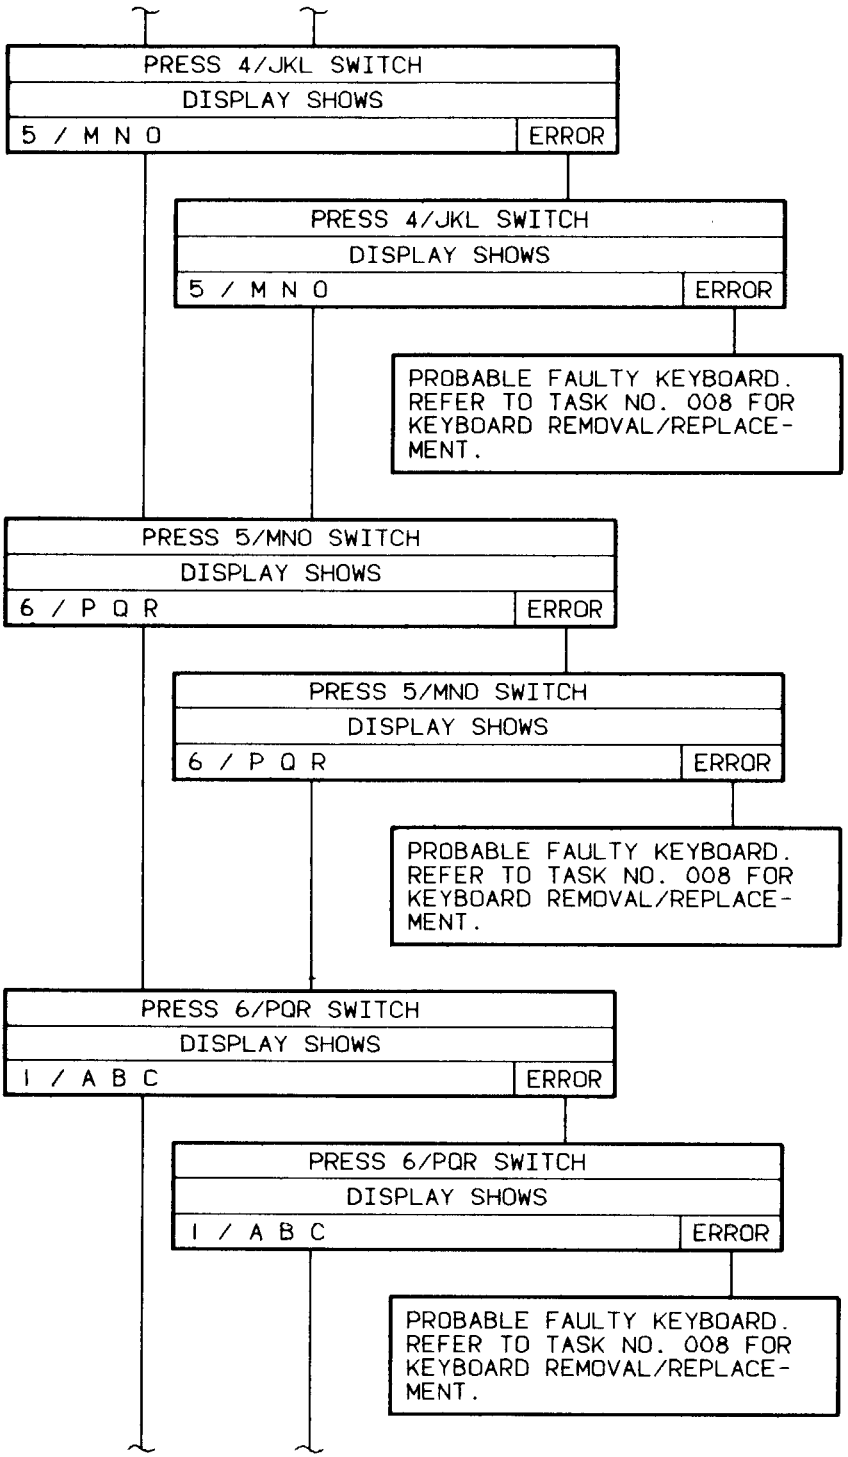 PRESS 4/JKL SWITCH
DISPLAY SHOWS
5 / M N O
ERROR
PRESS 4/JKL SWITCH
DISPLAY SHOWS
5 / M N O
ERROR
PROBABLE FAULTY KEYBOARD.
REFER TO TASK NO. 008 FOR
KEYBOARD REMOVAL/REPLACE-
MENT.
PRESS 5/MNO SWITCH
DISPLAY SHOWS
6 / P Q R
ERROR
PRESS 5/MNO SWITCH
DISPLAY SHOWS
6 / P Q R
ERROR
PROBABLE FAULTY KEYBOARD.
REFER TO TASK NO. 008 FOR
KEYBOARD REMOVAL/REPLACE-
MENT.
PRESS 6/PQR SWITCH
DISPLAY SHOWS
1 / A B C
ERROR
PRESS 6/PQR SWITCH
DISPLAY SHOWS
1 / A B C
ERROR
PROBABLE FAULTY KEYBOARD.
REFER TO TASK NO. 008 FOR
KEYBOARD REMOVAL/REPLACE-
MENT.